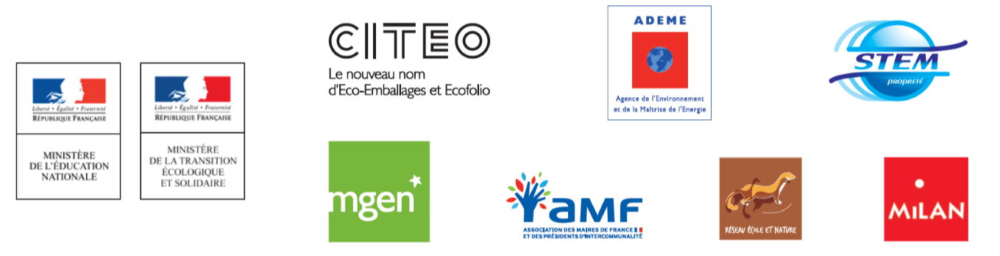 Liberté • Égalité • Fraternité
RÉPUBLIQUE FRANÇAISE
MINISTÈRE
DE L'ÉDUCATION
NATIONALE
Liberté • Égalité • Fraternité
RÉPUBLIQUE FRANÇAISE
MINISTÈRE
DE LA TRANSITION
ÉCOLOGIQUE
ET SOLIDAIRE
CITEO
Le nouveau nom
d'Eco-Emballages et Ecofolio
ADEME
Agence de l'Environnement
et de la Maîtrise de l'Energie
STEM
PROPRETÉ
mgen
aMF
ASSOCIATION DES MAIRES DE FRANCE
ET DES PRÉSIDENTS D'INTERCOMMUNALITÉ
RÉSEAU ÉCOLE ET NATURE
MiLAN